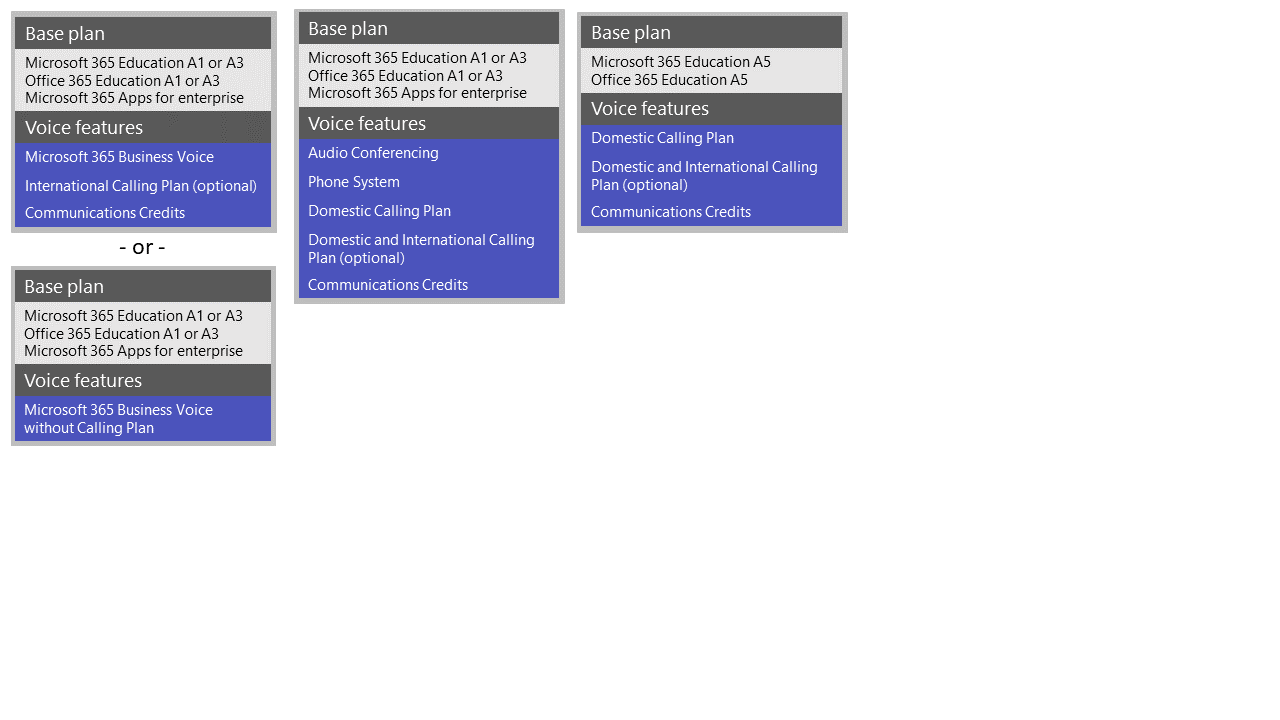 Base plan
Microsoft 365 Education A1 or A3
Office 365 Education A1 or A3
Microsoft 365 Apps for enterprise
Voice features
Microsoft 365 Business Voice
International Calling Plan (optional)
Communications Credits
- or -
Base plan
Microsoft 365 Education A1 or A3
Office 365 Education A1 or A3
Microsoft 365 Apps for enterprise
Voice features
Microsoft 365 Business Voice
without Calling Plan
Base plan
Microsoft 365 Education A1 or A3
Office 365 Education A1 or A3
Microsoft 365 Apps for enterprise
Voice features
Audio Conferencing
Phone System
Domestic Calling Plan
Domestic and International Calling
Plan (optional)
Communications Credits
Base plan
Microsoft 365 Education A5
Office 365 Education A5
Voice features
Domestic Calling Plan
Domestic and International Calling
Plan (optional)
Communications Credits